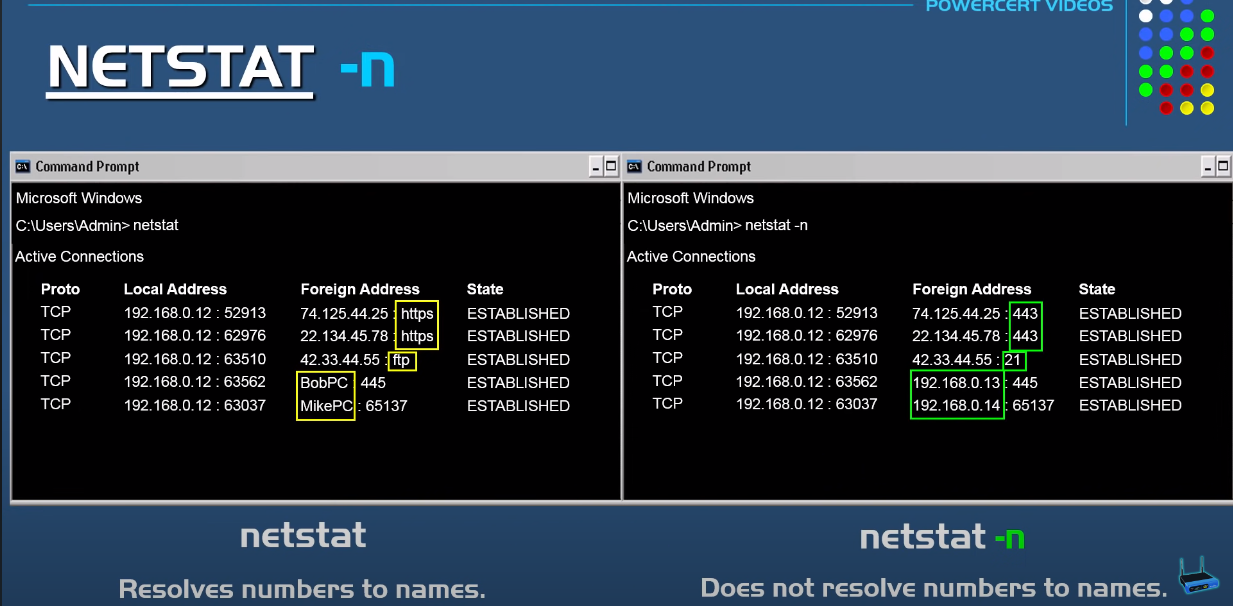 POWERCERT VIDEOS
NETSTAT -n
Command Prompt
Microsoft Windows
C:\Users\Admin> netstat
Active Connections
Proto Local Address Foreign Address State
TCP 192.168.0.12 : 52913 74.125.44.25 : https ESTABLISHED
TCP 192.168.0.12 : 62976 22.134.45.78 : https ESTABLISHED
TCP 192.168.0.12 : 63510 42.33.44.55 : ftp ESTABLISHED
TCP 192.168.0.12 : 63562 BobPC : 445 ESTABLISHED
TCP 192.168.0.12 : 63037 MikePC : 65137 ESTABLISHED
netstat
Resolves numbers to names.
Command Prompt
Microsoft Windows
C:\Users\Admin> netstat -n
Active Connections
Proto Local Address Foreign Address State
TCP 192.168.0.12 : 52913 74.125.44.25 : 443 ESTABLISHED
TCP 192.168.0.12 : 62976 22.134.45.78 : 443 ESTABLISHED
TCP 192.168.0.12 : 63510 42.33.44.55 : 21 ESTABLISHED
TCP 192.168.0.12 : 63562 192.168.0.13 : 445 ESTABLISHED
TCP 192.168.0.12 : 63037 192.168.0.14 : 65137 ESTABLISHED
netstat -n
Does not resolve numbers to names.